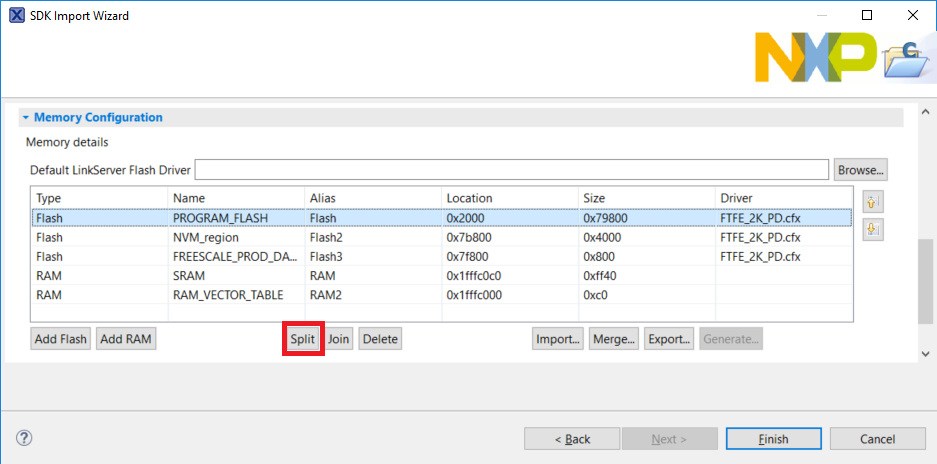 SDK Import Wizard
NXP
C
Memory Configuration
Memory details
Default LinkServer Flash Driver Browse...
Type Name Alias Location Size Driver
Flash PROGRAM_FLASH Flash 0x2000 0x79800 FTFE_2K_PD.cfx
Flash NVM_region Flash2 0x7b800 0x4000 FTFE_2K_PD.cfx
Flash FREESCALE_PROD_DA... Flash3 0x7f800 0x800 FTFE_2K_PD.cfx
RAM SRAM RAM 0x1fffc0c0 0xff40
RAM RAM_VECTOR_TABLE RAM2 0x1fffc000 0xc0
Add Flash Add RAM Split Join Delete Import... Merge... Export... Generate...
? < Back Next > Finish Cancel